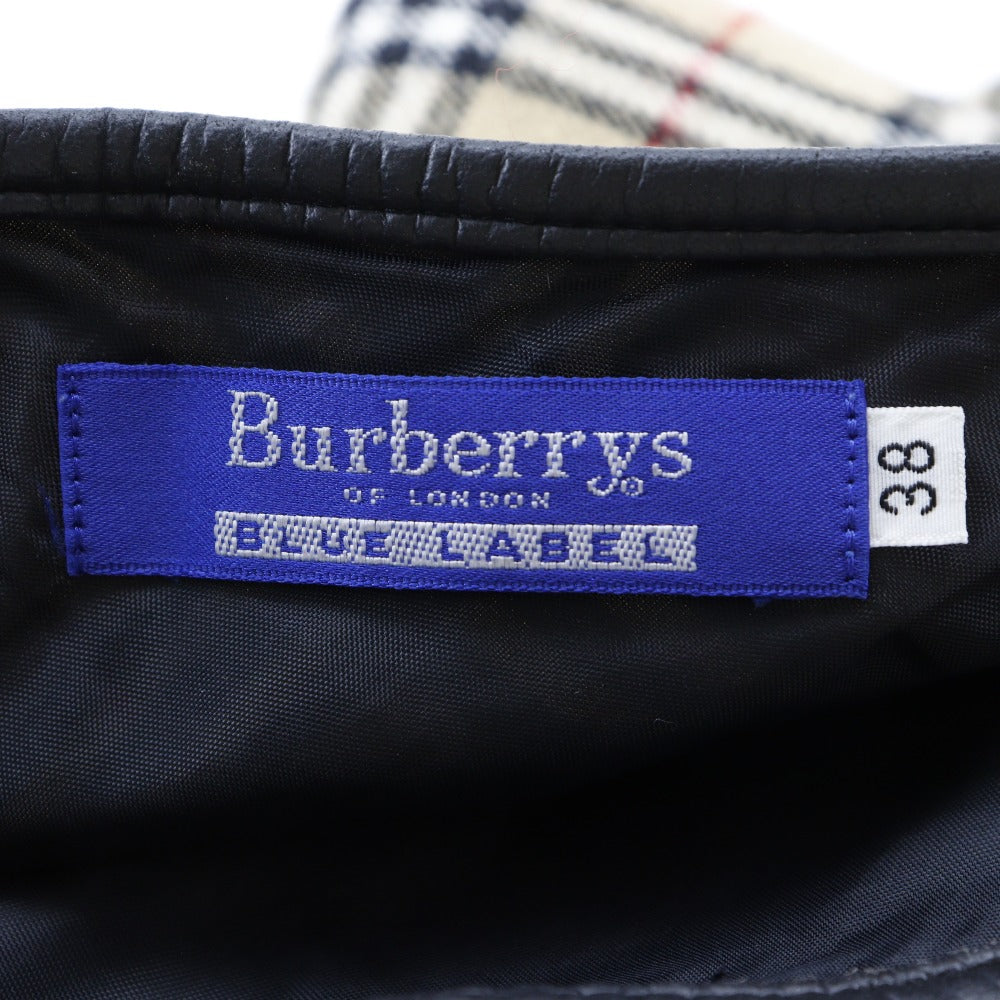 Burberrys®
OF LONDON
BLUE LABEL
38